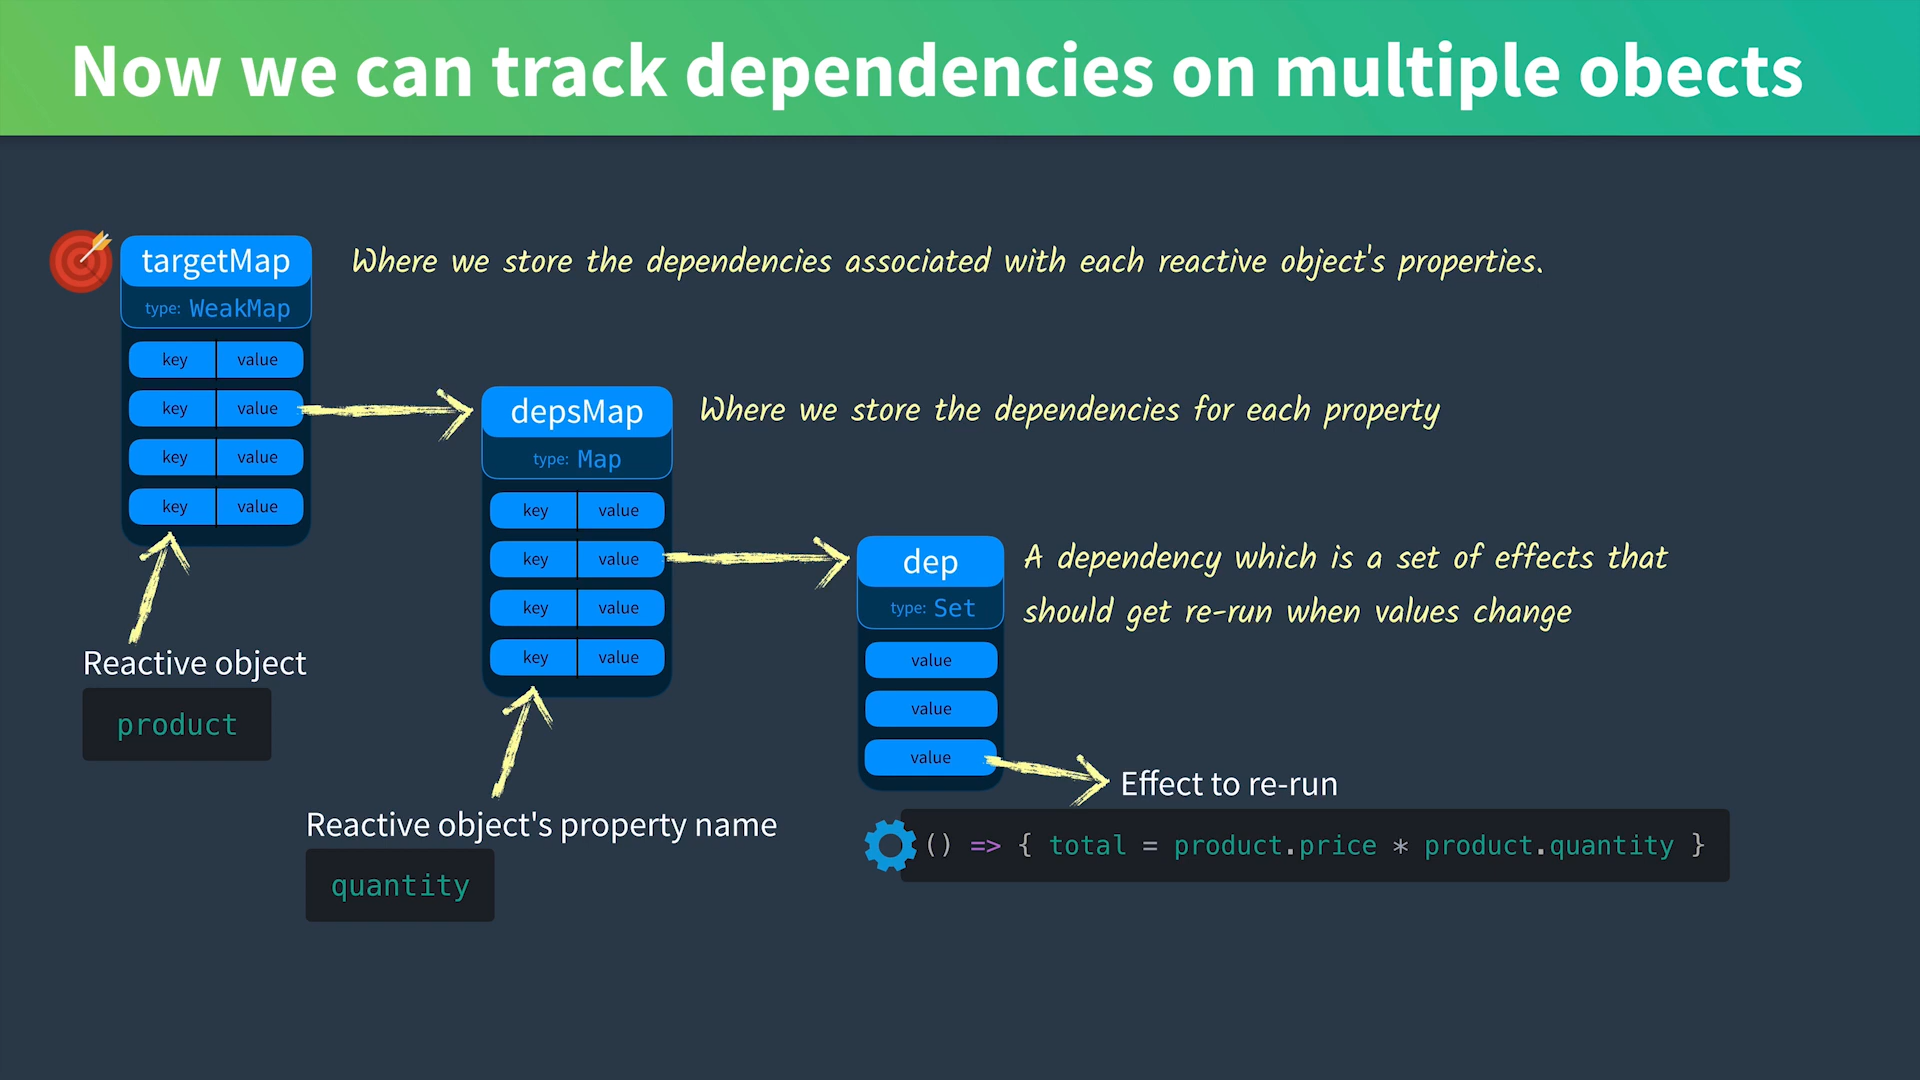 Now we can track dependencies on multiple obects
targetMap
type: WeakMap
key value
key value
key value
key value
Where we store the dependencies associated with each reactive object's properties.
Reactive object
product
depsMap
type: Map
key value
key value
key value
key value
Where we store the dependencies for each property
Reactive object's property name
quantity
dep
type: Set
value
value
value
A dependency which is a set of effects that
should get re-run when values change
Effect to re-run
() => { total = product.price * product.quantity }